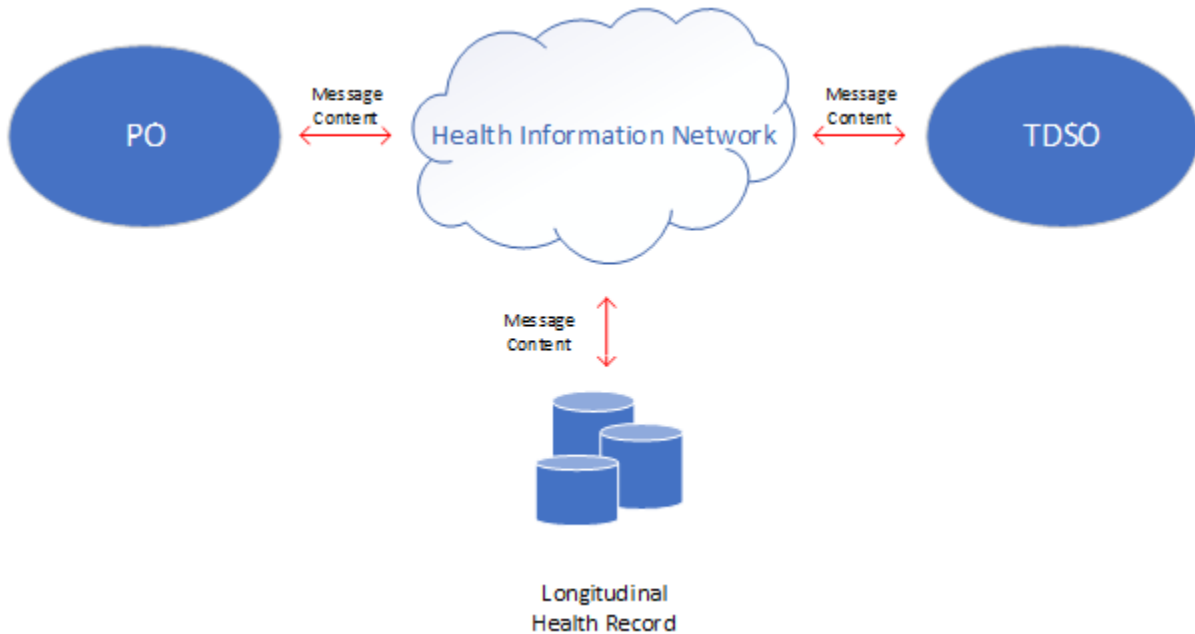 PO
Message
Content
Health Information Network
Message
Content
TDSO
Message
Content
Longitudinal
Health Record